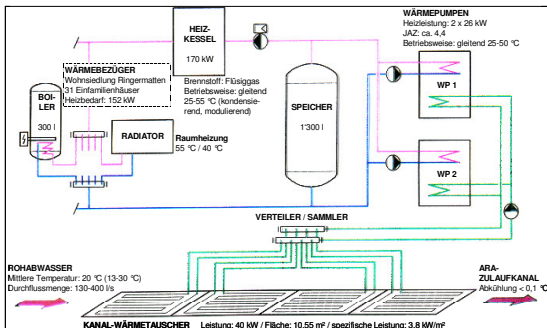 HEIZ-
KESSEL
170 kW
WÄRMEPUMPEN
Heizleistung: 2 x 26 kW
JAZ: ca. 4,4
Betriebsweise: gleitend 25-50 °C
WÄRMEBEZÜGER
Wohnsiedlung Ringermatten
31 Einfamilienhäuser
Heizbedarf: 152 kW
Brennstoff: Flüsiggas
Betriebsweise: gleitend
25-55 °C (kondensie-
rend, modulierend)
BOI-
LER
300 l
RADIATOR
Raumheizung
55 °C / 40 °C
SPEICHER
1'300 l
WP 1
WP 2
VERTEILER / SAMMLER
ROHABWASSER
Mittlere Temperatur: 20 °C (13-30 °C)
Durchflussmenge: 130-400 l/s
ARA-
ZULAUFKANAL
Abkühlung < 0,1 °C
KANAL-WÄRMETAUSCHER Leistung: 40 kW / Fläche: 10,55 m² / spezifische Leistung: 3,8 kW/m²